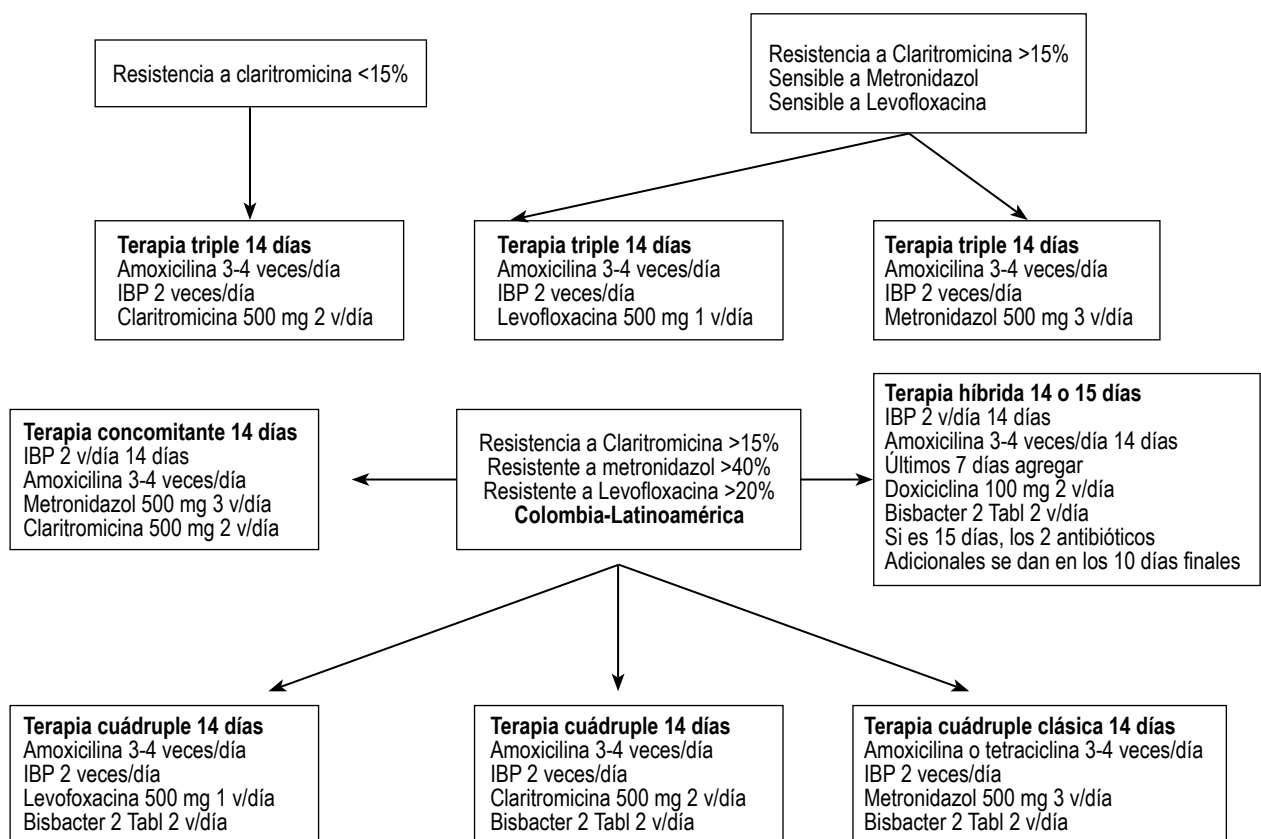 Resistencia a claritromicina <15%
Resistencia a Claritromicina >15%
Sensible a Metronidazol
Sensible a Levofloxacina
Terapia triple 14 días
Amoxicilina 3-4 veces/día
IBP 2 veces/día
Claritromicina 500 mg 2 v/día
Terapia triple 14 días
Amoxicilina 3-4 veces/día
IBP 2 veces/día
Levofloxacina 500 mg 1 v/día
Terapia triple 14 días
Amoxicilina 3-4 veces/día
IBP 2 veces/día
Metronidazol 500 mg 3 v/día
Terapia concomitante 14 días
IBP 2 v/día 14 días
Amoxicilina 3-4 veces/día
Metronidazol 500 mg 3 v/día
Claritromicina 500 mg 2 v/día
Resistencia a Claritromicina >15%
Resistente a metronidazol >40%
Resistente a Levofloxacina >20%
Colombia-Latinoamérica
Terapia híbrida 14 o 15 días
IBP 2 v/día 14 días
Amoxicilina 3-4 veces/día 14 días
Últimos 7 días agregar
Doxiciclina 100 mg 2 v/día
Bisbacter 2 Tabl 2 v/día
Si es 15 días, los 2 antibióticos
Adicionales se dan en los 10 días finales
Terapia cuádruple 14 días
Amoxicilina 3-4 veces/día
IBP 2 veces/día
Levofoxacina 500 mg 1 v/día
Bisbacter 2 Tabl 2 v/día
Terapia cuádruple 14 días
Amoxicilina 3-4 veces/día
IBP 2 veces/día
Claritromicina 500 mg 2 v/día
Bisbacter 2 Tabl 2 v/día
Terapia cuádruple clásica 14 días
Amoxicilina o tetraciclina 3-4 veces/día
IBP 2 veces/día
Metronidazol 500 mg 3 v/día
Bisbacter 2 Tabl 2 v/día